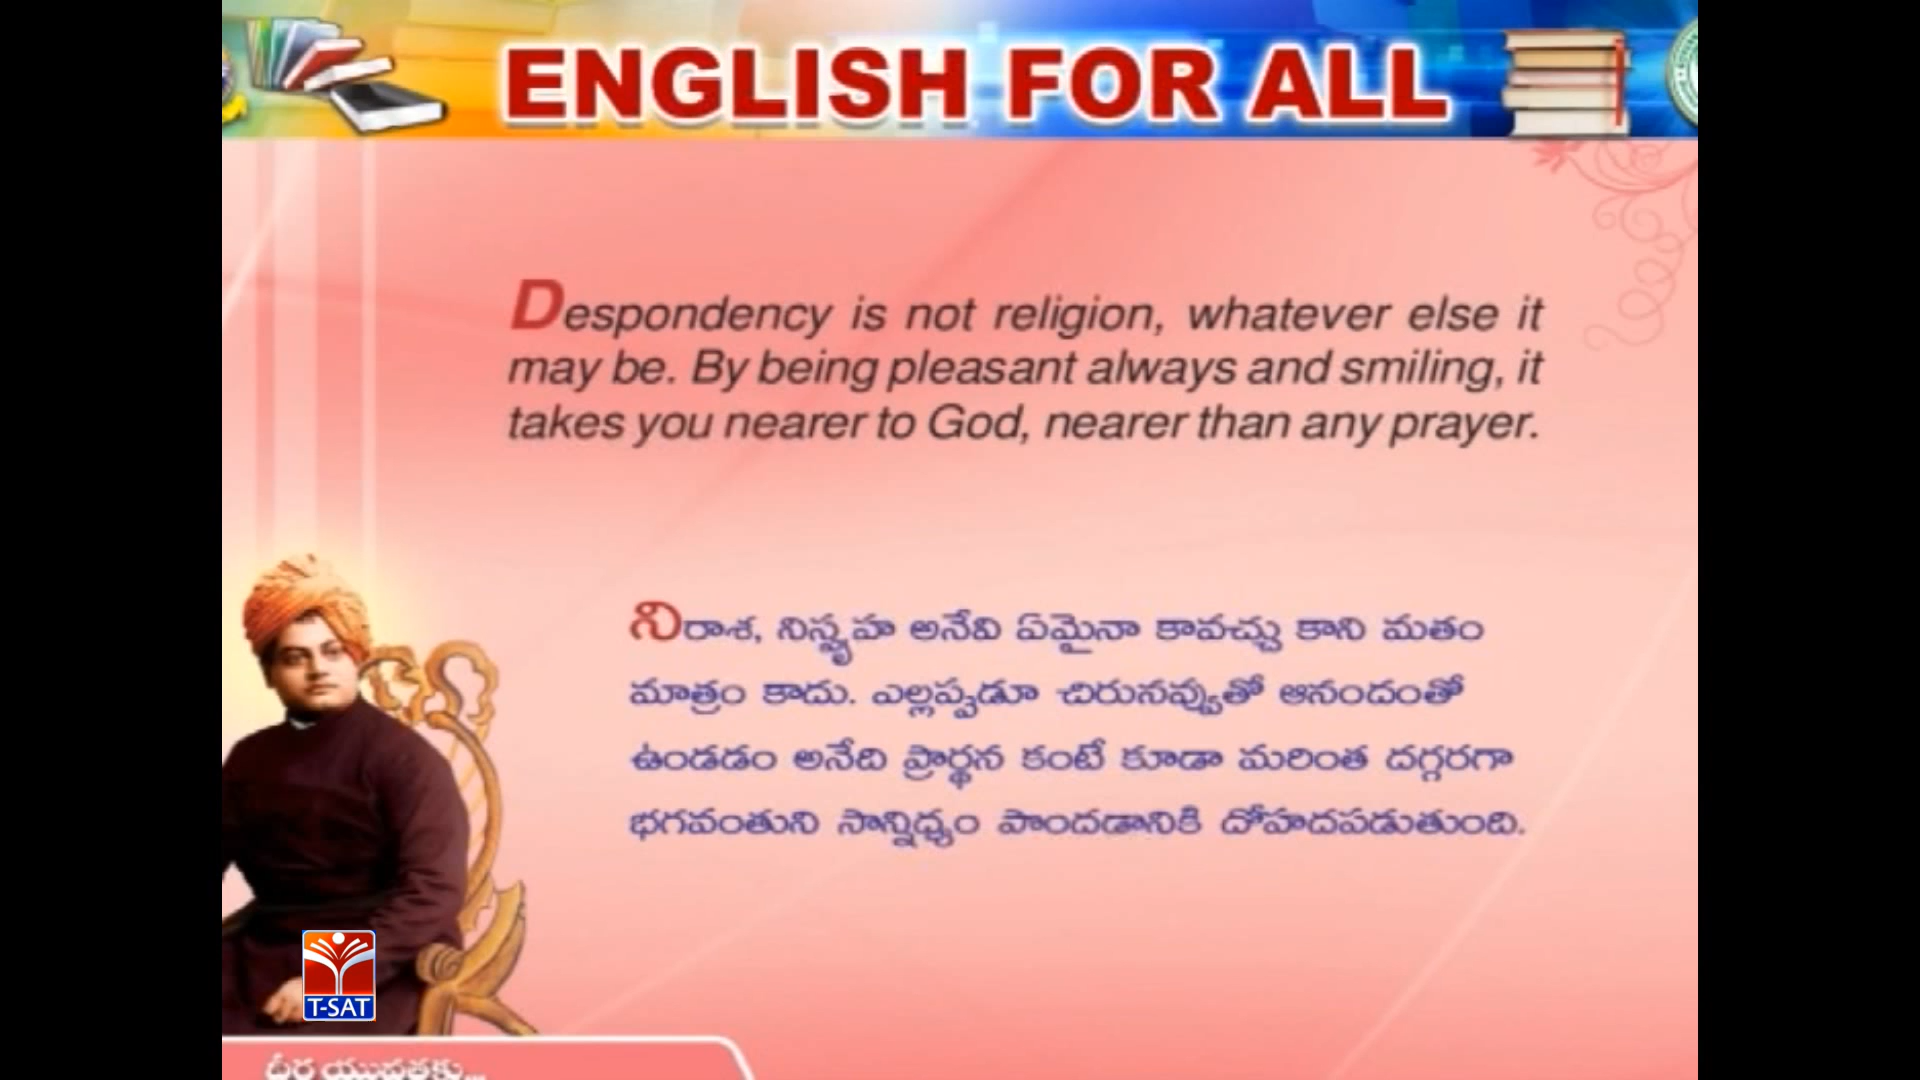 ENGLISH FOR ALL
Despondency is not religion, whatever else it
may be. By being pleasant always and smiling, it
takes you nearer to God, nearer than any prayer.
నిరాశ, నిస్పృహ అనేవి ఏమైనా కావచ్చు కాని మతం
మాత్రం కాదు. ఎల్లప్పుడూ చిరునవ్వుతో ఆనందంతో
ఉండడం అనేది ప్రార్థన కంటే కూడా మరింత దగ్గరగా
భగవంతుని సాన్నిధ్యం పొందడానికి దోహదపడుతుంది.
T-SAT